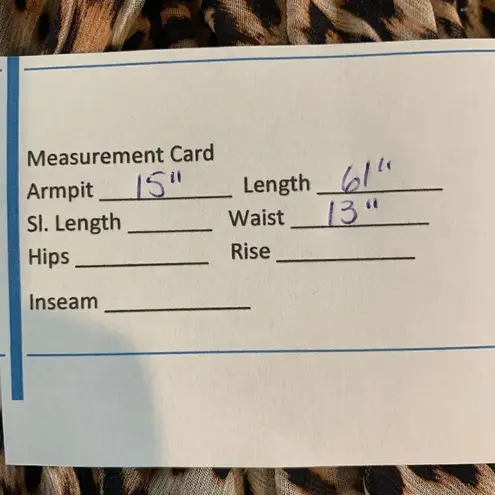 Measurement Card
Armpit 15" Length 61"
Sl. Length Waist 13"
Hips Rise
Inseam